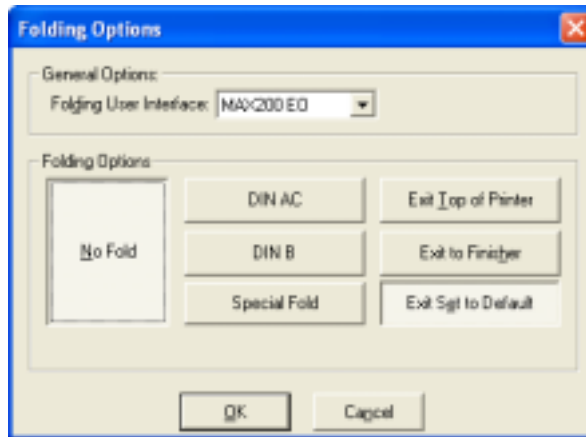 Folding Options
General Options:
Folding User Interface: MAX200 EO
Folding Options
No Fold
DIN AC
Exit Top of Printer
DIN B
Exit to Finisher
Special Fold
Exit Sgt to Default
OK
Cancel